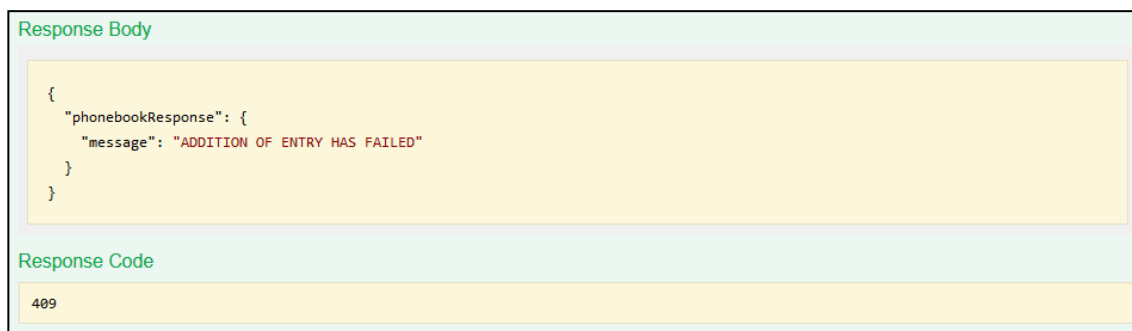 Response Body
{
"phonebookResponse": {
"message": "ADDITION OF ENTRY HAS FAILED"
}
}
Response Code
409